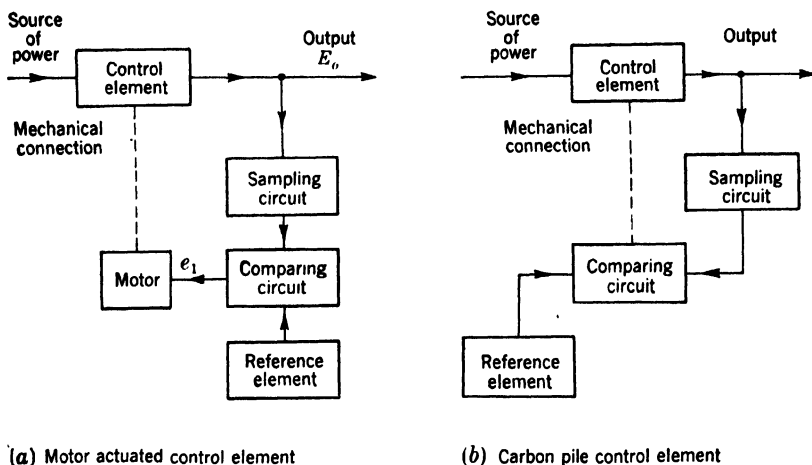 Source
of
power
Control
element
Output
E_o
Mechanical
connection
Sampling
circuit
Motor
e_1
Comparing
circuit
Reference
element
(a) Motor actuated control element
Source
of
power
Control
element
Output
Mechanical
connection
Sampling
circuit
Comparing
circuit
Reference
element
(b) Carbon pile control element